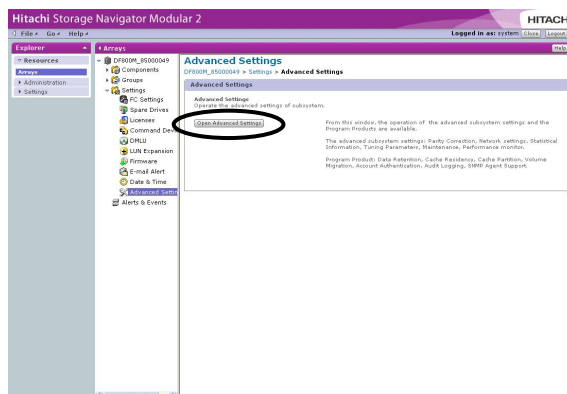 Hitachi Storage Navigator Modular 2
HITACHI
File Go Help
Logged in as: system Close Logout
Explorer
Resources
Arrays
Administration
Settings
Arrays
Help
DF800M_85000049
Components
Groups
Settings
FC Settings
Spare Drives
Licenses
Command Devi
DMLU
LUN Expansion
Firmware
E-mail Alert
Date & Time
Advanced Settin
Alerts & Events
Advanced Settings
DF800M_85000049 > Settings > Advanced Settings
Advanced Settings
Advanced Settings
Operate the advanced settings of subsystem.
Open Advanced Settings
From this window, the operation of the advanced subsystem settings and the
Program Products are available.
The advanced subsystem settings: Parity Correction, Network settings, Statistical
Information, Tuning Parameters, Maintenance, Performance monitor.
Program Product: Data Retention, Cache Residency, Cache Partition, Volume
Migration, Account Authentication, Audit Logging, SNMP Agent Support.